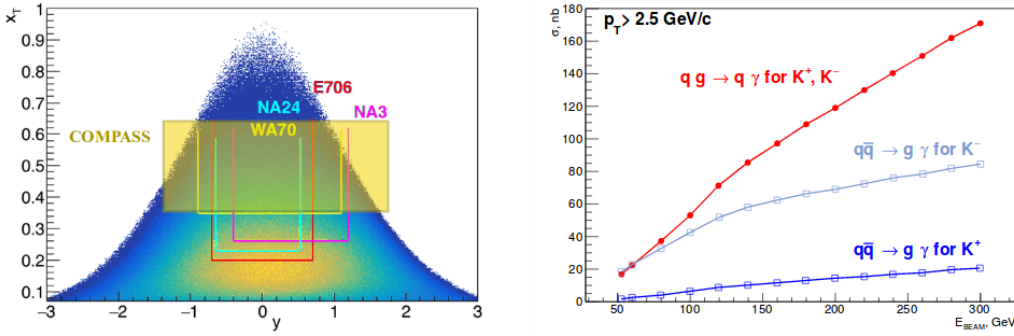 x_T
1
0.9
0.8
0.7
0.6
0.5
0.4
0.3
0.2
0.1
E706
NA24
NA3
WA70
COMPASS
−3 −2 −1 0 1 2 3
y
σ, nb
p_T > 2.5 GeV/c
180
160
140
120
100
80
60
40
20
0
q g → q γ for K⁺, K⁻
qq̅ → g γ for K⁻
qq̅ → g γ for K⁺
50 100 150 200 250 300
E_BEAM, GeV